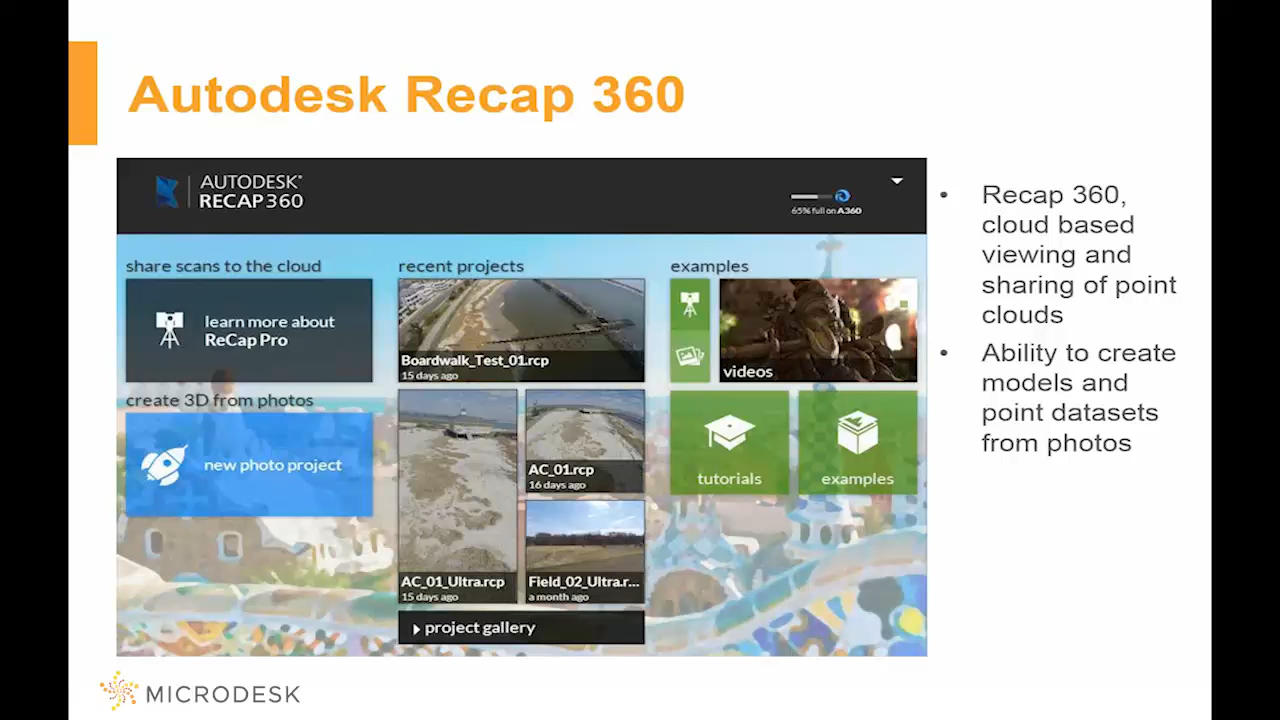 Autodesk Recap 360
AUTODESK®
RECAP 360
65% full on A360
share scans to the cloud
learn more about
ReCap Pro
create 3D from photos
new photo project
recent projects
Boardwalk_Test_01.rcp
15 days ago
AC_01_Ultra.rcp
15 days ago
AC_01.rcp
16 days ago
Field_02_Ultra.r...
a month ago
project gallery
examples
videos
tutorials
examples
• Recap 360,
cloud based
viewing and
sharing of point
clouds
• Ability to create
models and
point datasets
from photos
MICRODESK